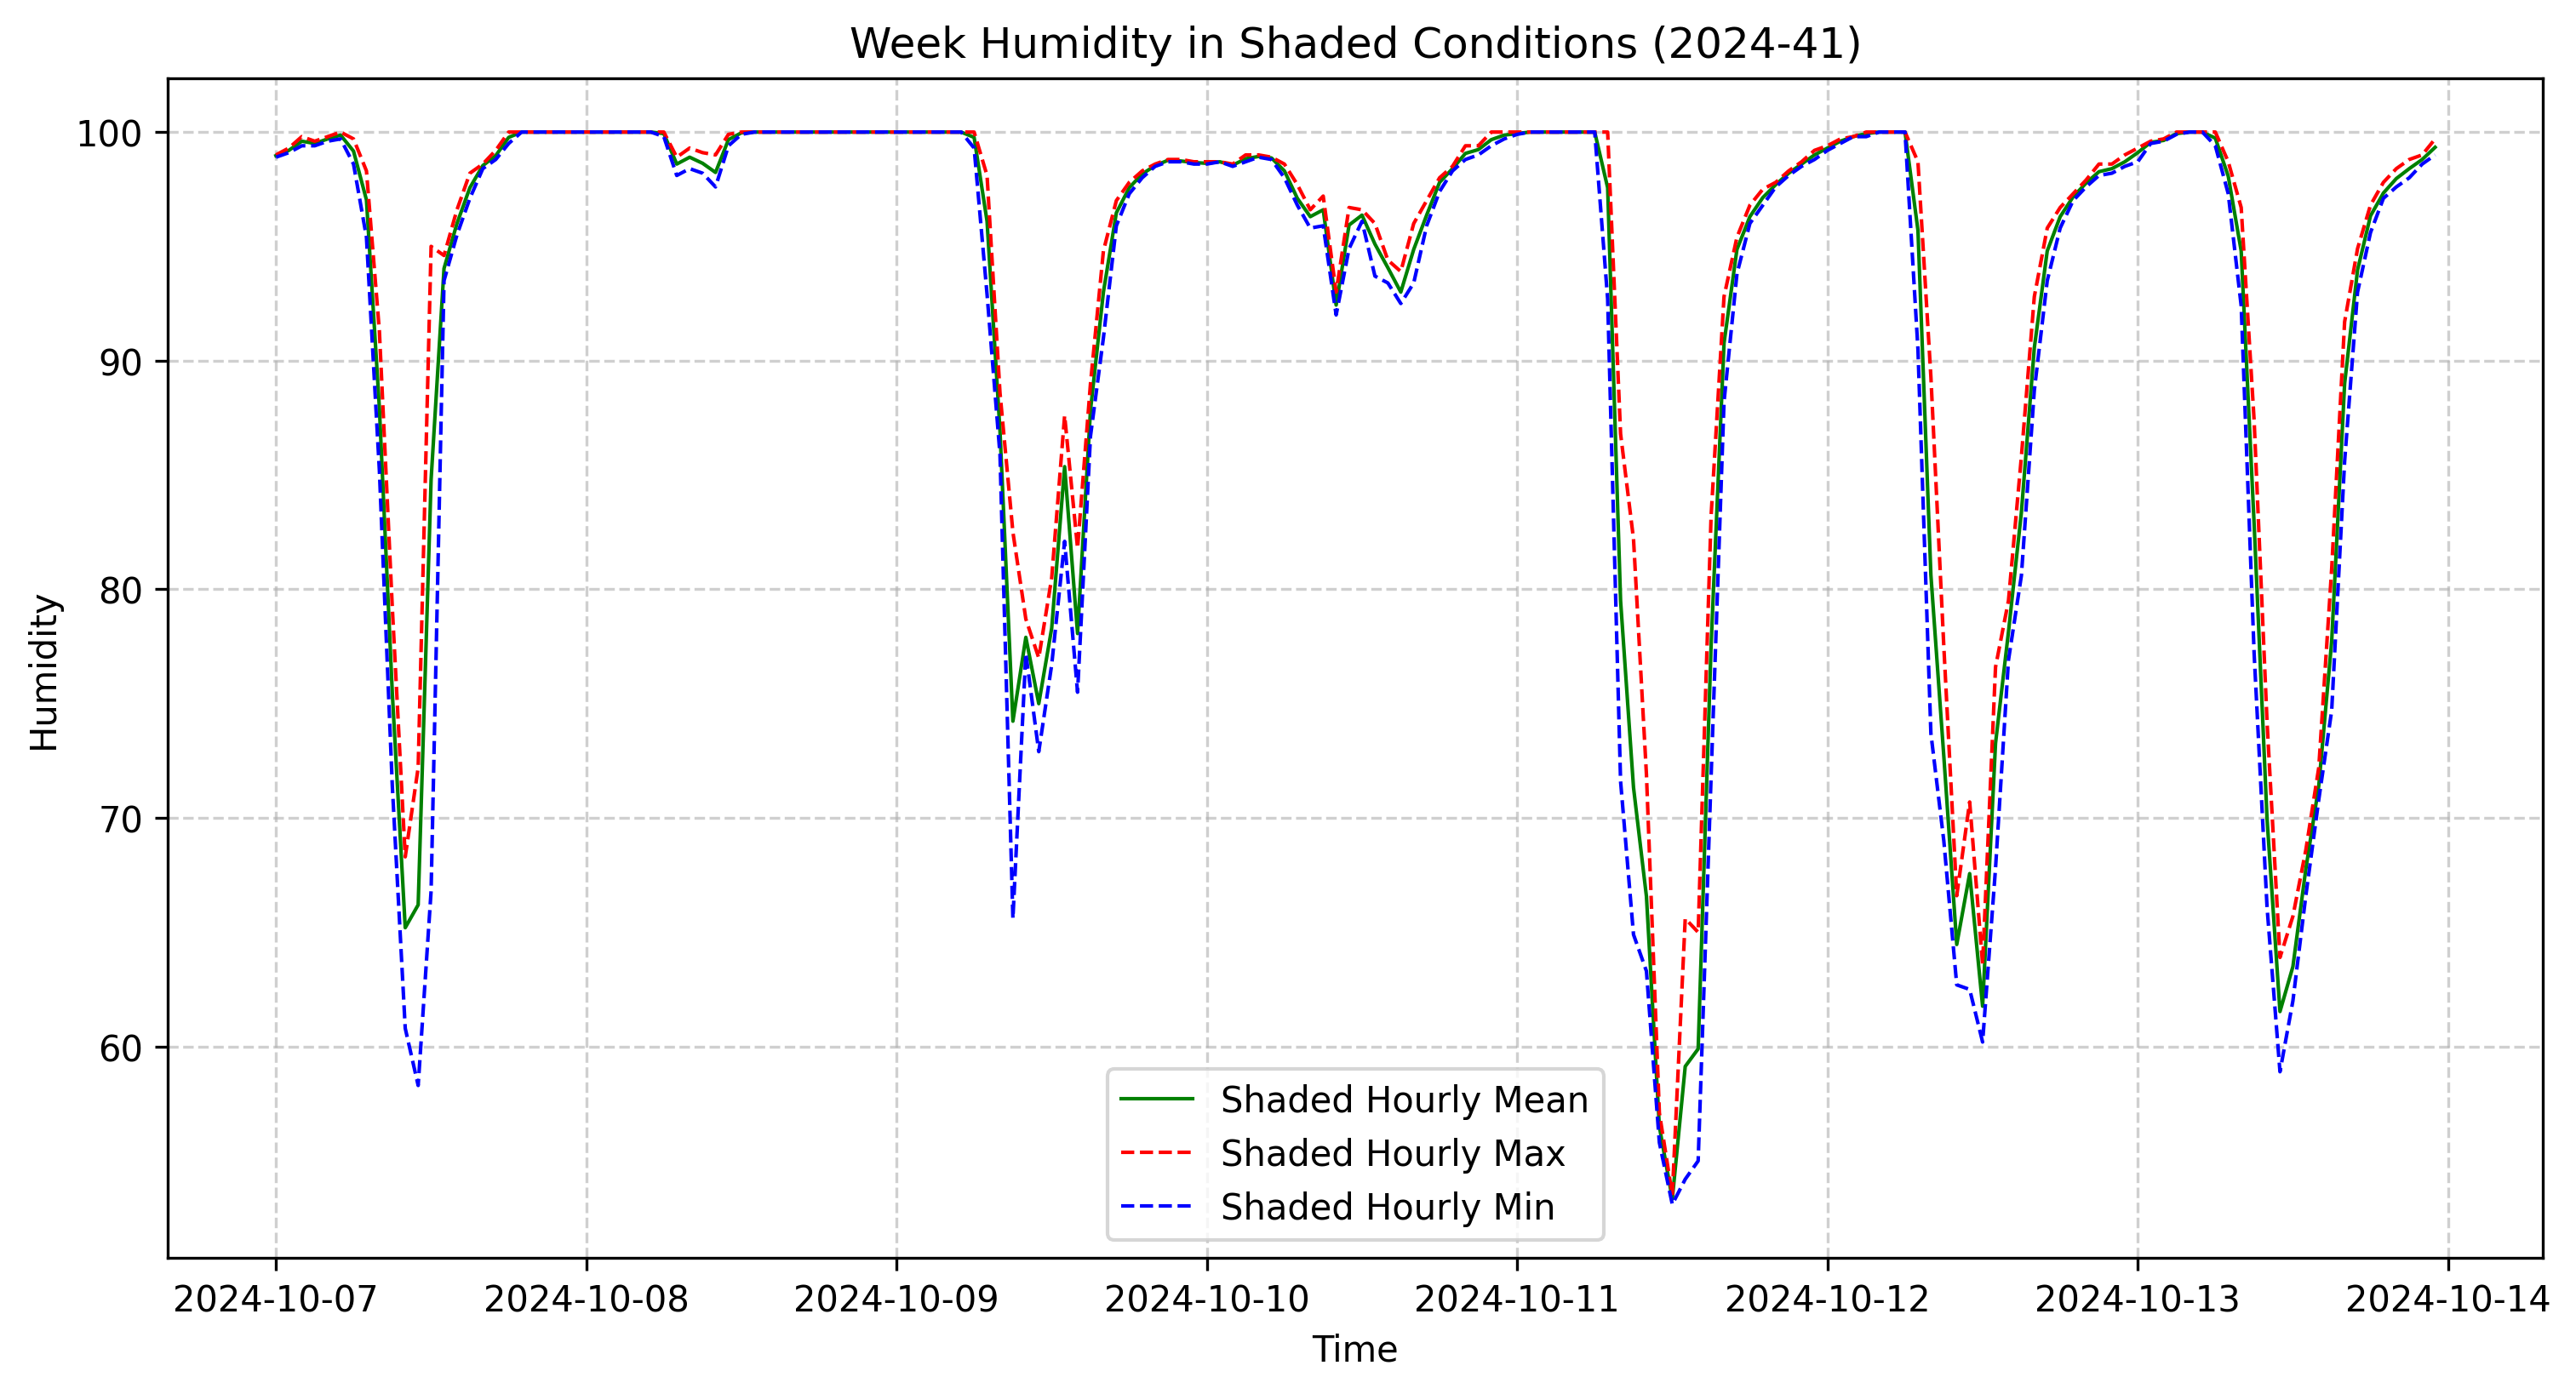 Week Humidity in Shaded Conditions (2024-41)
100
90
80
70
60
Humidity
Shaded Hourly Mean
Shaded Hourly Max
Shaded Hourly Min
2024-10-07 2024-10-08 2024-10-09 2024-10-10 2024-10-11 2024-10-12 2024-10-13 2024-10-14
Time